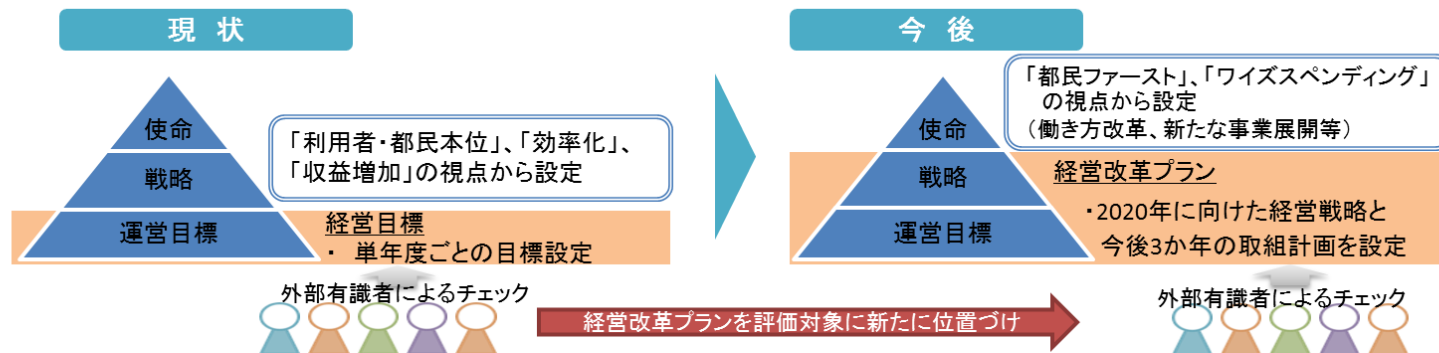 現 状
使命
戦略
運営目標
「利用者・都民本位」、「効率化」、
「収益増加」の視点から設定
経営目標
・ 単年度ごとの目標設定
外部有識者によるチェック
経営改革プランを評価対象に新たに位置づけ
今 後
使命
戦略
運営目標
「都民ファースト」、「ワイズスペンディング」
の視点から設定
（働き方改革、新たな事業展開等）
経営改革プラン
・2020年に向けた経営戦略と
今後3か年の取組計画を設定
外部有識者によるチェック